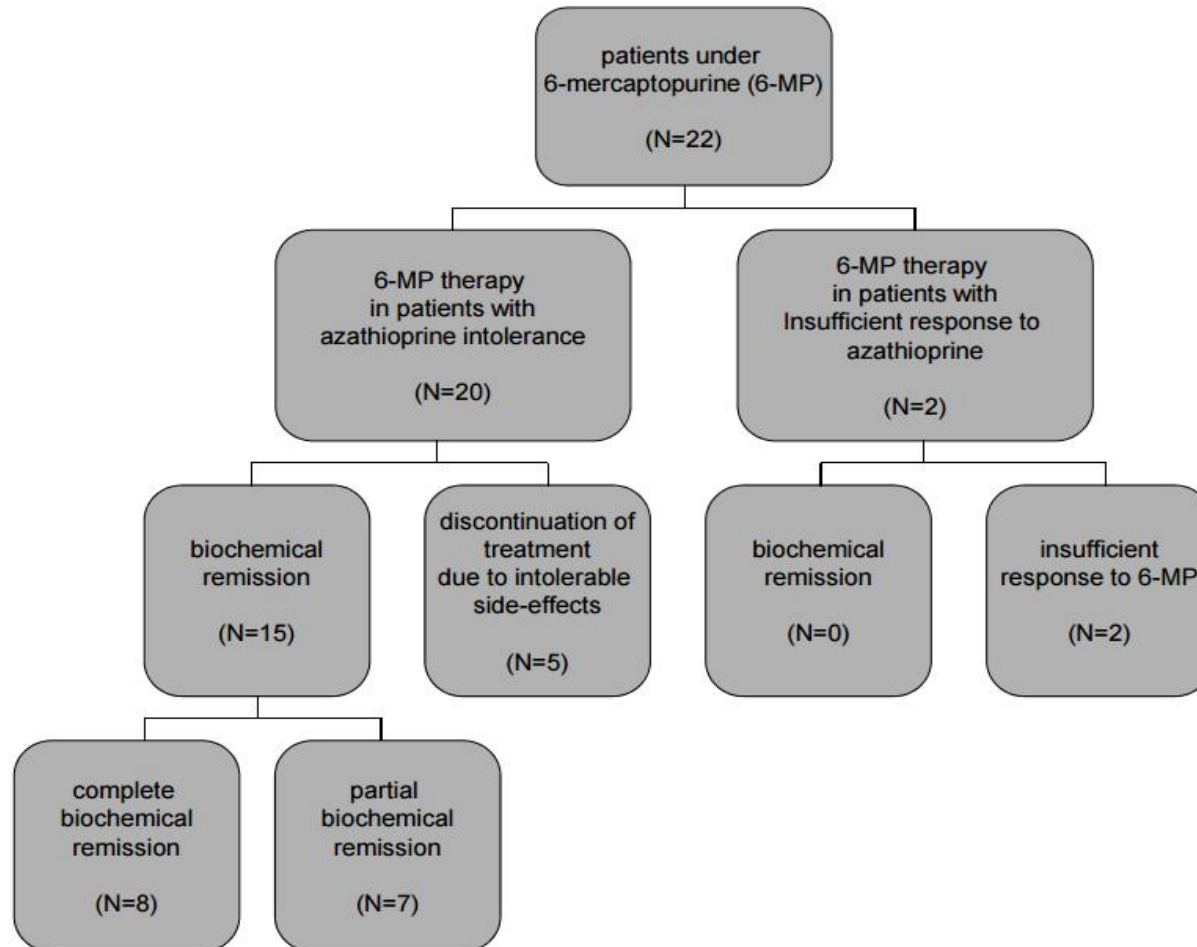 patients under
6-mercaptopurine (6-MP)
(N=22)
6-MP therapy
in patients with
azathioprine intolerance
(N=20)
6-MP therapy
in patients with
Insufficient response to
azathioprine
(N=2)
biochemical
remission
(N=15)
discontinuation of
treatment
due to intolerable
side-effects
(N=5)
biochemical
remission
(N=0)
insufficient
response to 6-MP
(N=2)
complete
biochemical
remission
(N=8)
partial
biochemical
remission
(N=7)